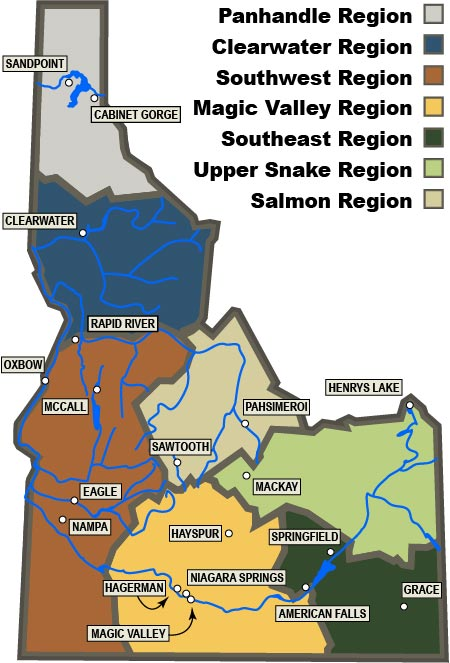 Panhandle Region
Clearwater Region
Southwest Region
Magic Valley Region
Southeast Region
Upper Snake Region
Salmon Region
SANDPOINT
CABINET GORGE
CLEARWATER
RAPID RIVER
OXBOW
MCCALL
HENRYS LAKE
PAHSIMEROI
SAWTOOTH
MACKAY
EAGLE
NAMPA
HAYSPUR
SPRINGFIELD
HAGERMAN
NIAGARA SPRINGS
GRACE
AMERICAN FALLS
MAGIC VALLEY